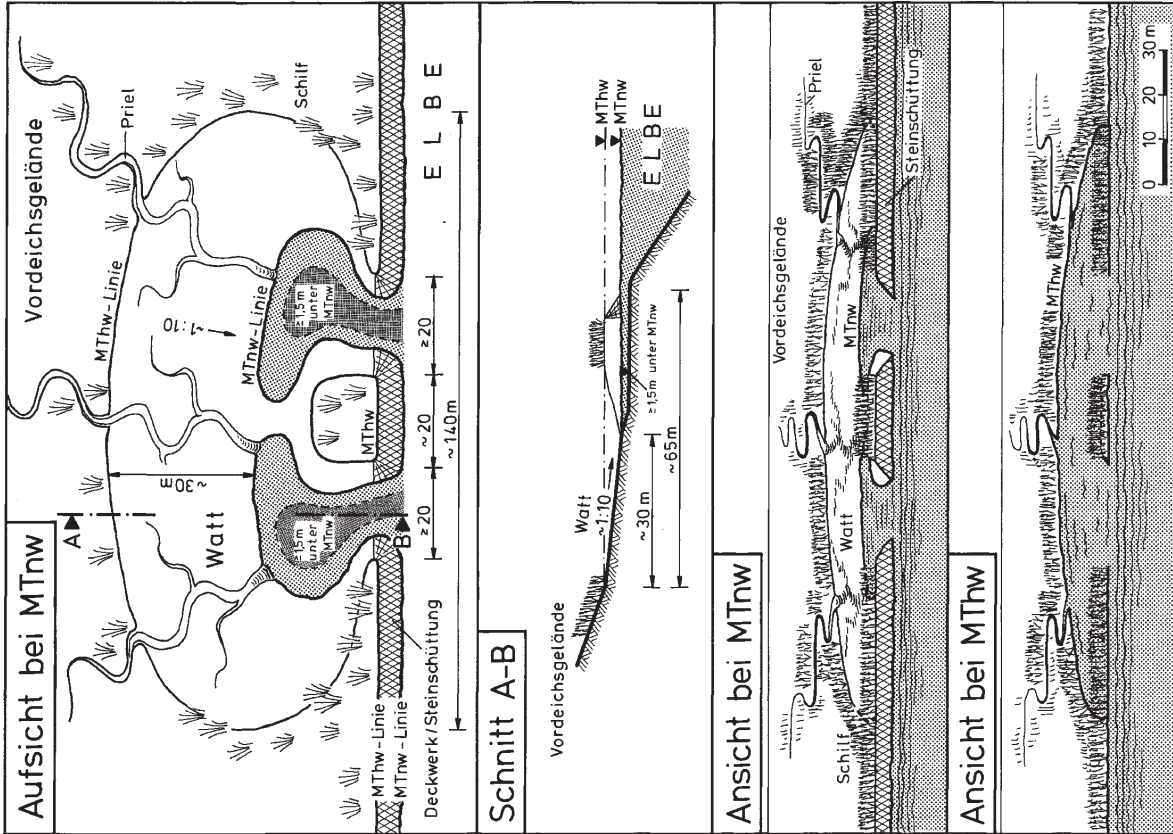 Aufsicht bei MTnw
Vordeichsgelände
Priel
MThw-Linie
A
~1:10
~30m
Watt
MTnw-Linie
≥1,5m
unter
MTnw
≥1,5m
unter
MTnw
Schilf
MThw
B
MThw-Linie
MTnw-Linie
ELBE
Deckwerk/Steinschüttung
≥20
~20
≥20
~140m
Schnitt A-B
Vordeichsgelände
Watt
~1:10
MThw
MTnw
ELBE
≥1,5m unter MTnw
~30m
~65m
Ansicht bei MTnw
Vordeichsgelände
Priel
Schilf
Watt
MTnw
Steinschüttung
Ansicht bei MThw
MThw
0 10 20 30 m